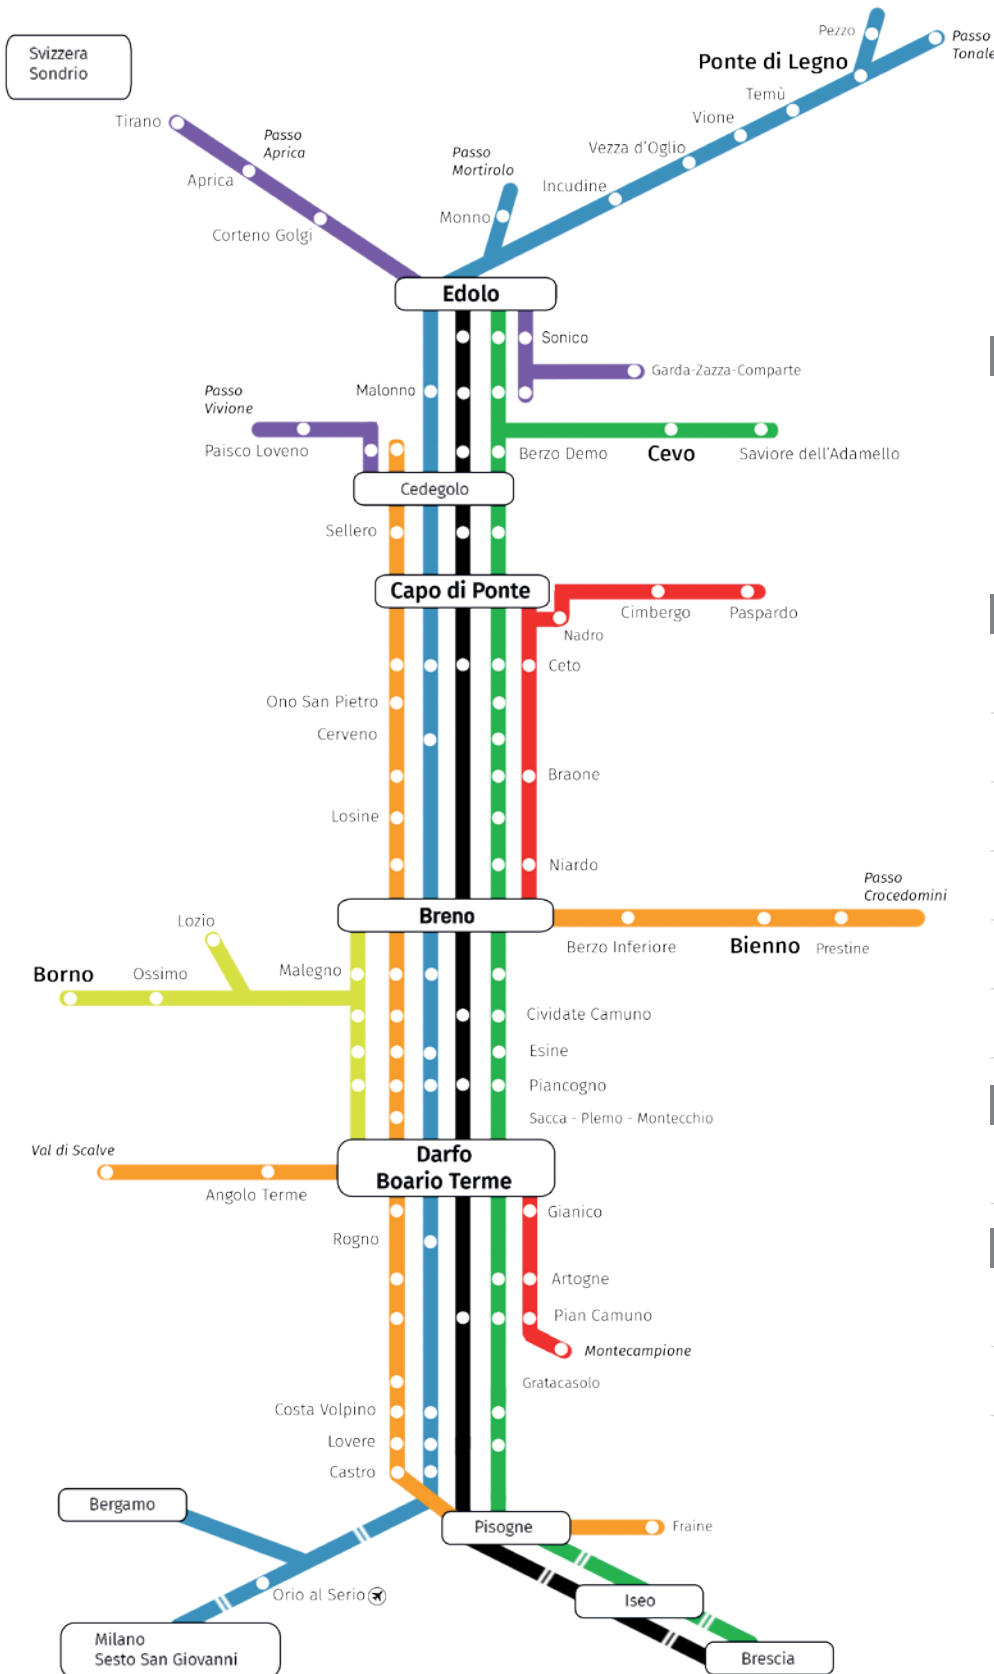 Pezzo
Passo
Tonale
Svizzera
Sondrio
Ponte di Legno
Temù
Vione
Tirano
Passo
Aprica
Passo
Mortirolo
Vezza d'Oglio
Aprica
Incudine
Monno
Corteno Golgi
Edolo
Sonico
Garda-Zazza-Comparte
Malonno
Passo
Vivione
Paisco Loveno
Berzo Demo
Cevo
Saviore dell'Adamello
Cedegolo
Sellero
Capo di Ponte
Cimbergo
Paspardo
Nadro
Ceto
Ono San Pietro
Cerveno
Braone
Losine
Niardo
Passo
Crocedomini
Breno
Lozio
Berzo Inferiore
Bienno
Prestine
Borno
Ossimo
Malegno
Cividate Camuno
Esine
Piancogno
Sacca - Plemo - Montecchio
Val di Scalve
Darfo
Boario Terme
Angolo Terme
Gianico
Rogno
Artogne
Pian Camuno
Montecampione
Gratacasolo
Costa Volpino
Lovere
Castro
Bergamo
Pisogne
Fraine
Orio al Serio
Iseo
Milano
Sesto San Giovanni
Brescia